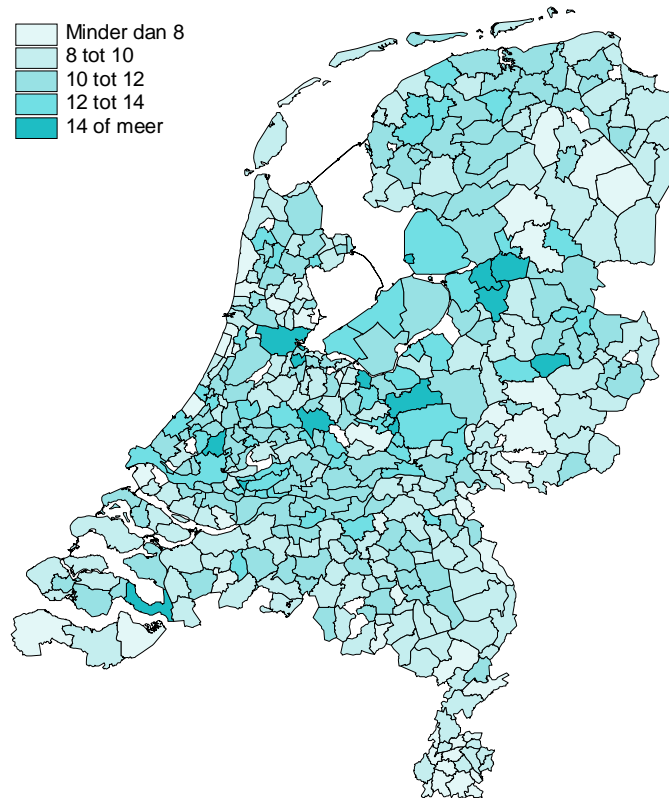 Minder dan 8
8 tot 10
10 tot 12
12 tot 14
14 of meer